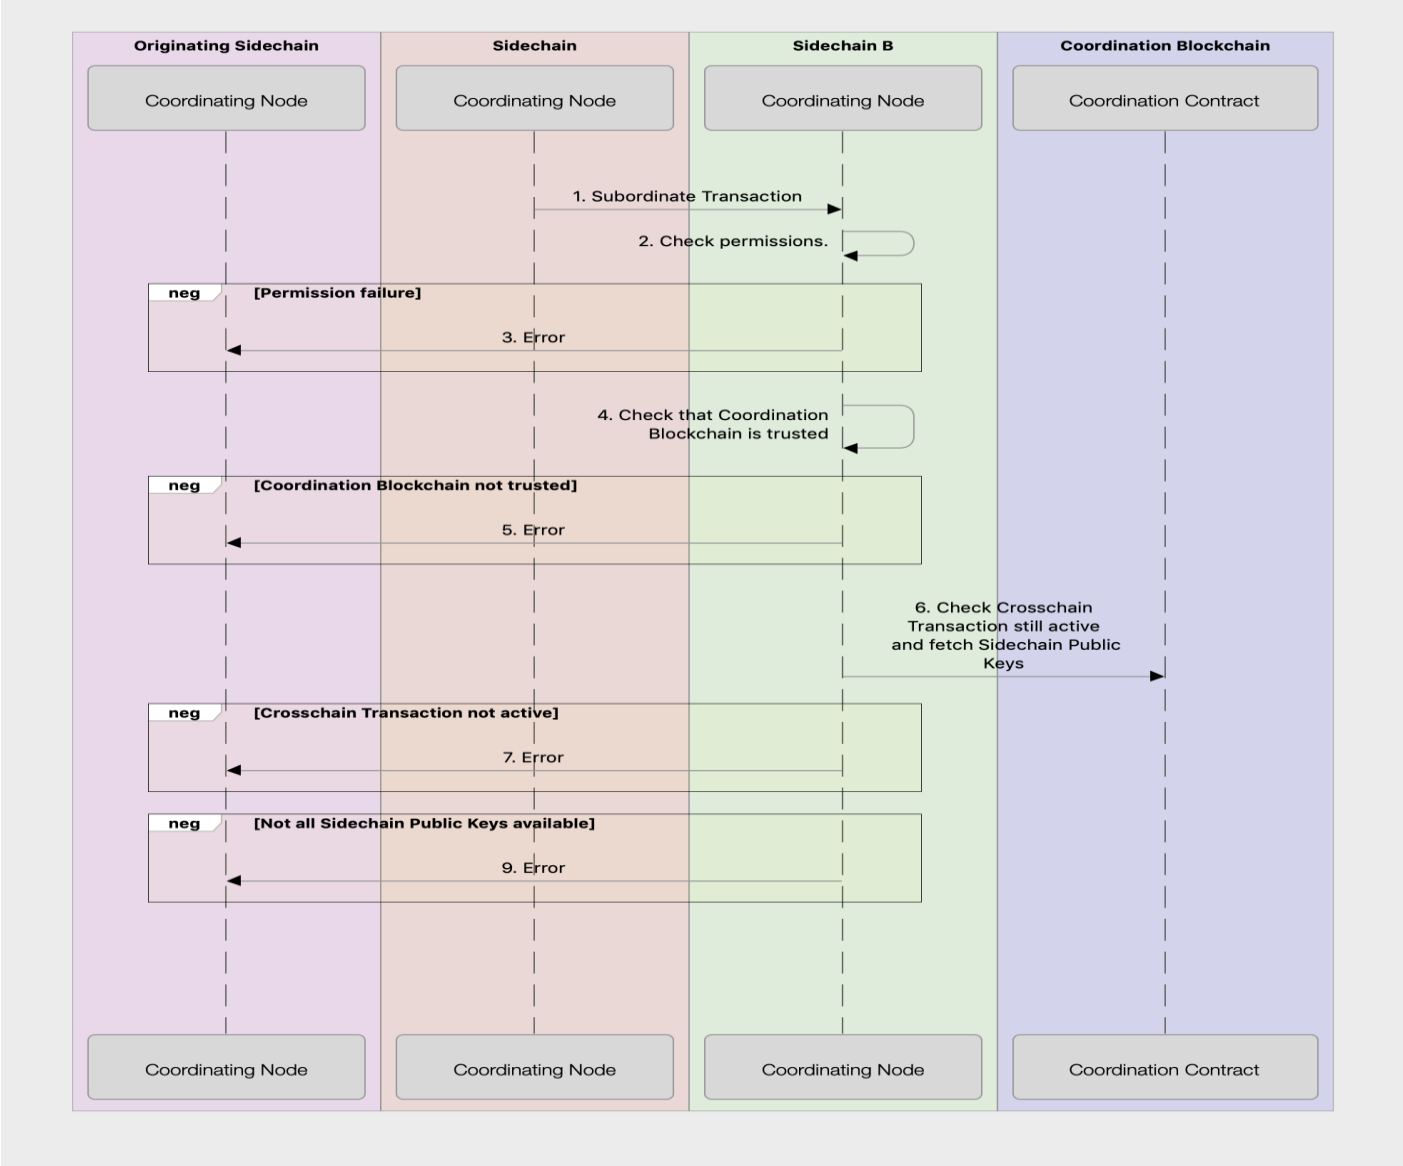 Originating Sidechain
Sidechain
Sidechain B
Coordination Blockchain
Coordinating Node
Coordinating Node
Coordinating Node
Coordination Contract
1. Subordinate Transaction
2. Check permissions.
neg
[Permission failure]
3. Error
4. Check that Coordination
Blockchain is trusted
neg
[Coordination Blockchain not trusted]
5. Error
6. Check Crosschain
Transaction still active
and fetch Sidechain Public
Keys
neg
[Crosschain Transaction not active]
7. Error
neg
[Not all Sidechain Public Keys available]
9. Error
Coordinating Node
Coordinating Node
Coordinating Node
Coordination Contract